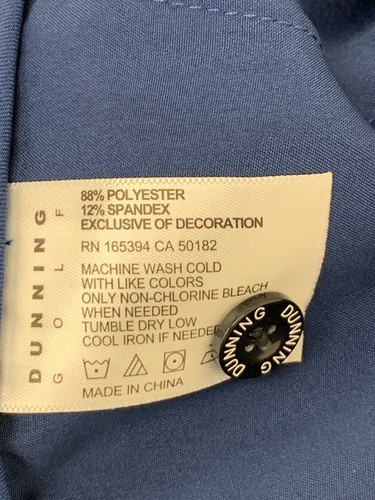 DUNNING
GOLF
88% POLYESTER
12% SPANDEX
EXCLUSIVE OF DECORATION
RN 165394 CA 50182
MACHINE WASH COLD
WITH LIKE COLORS
ONLY NON-CHLORINE BLEACH
WHEN NEEDED
TUMBLE DRY LOW
COOL IRON IF NEEDED
MADE IN CHINA
DUNNING DUNNING DUNNING